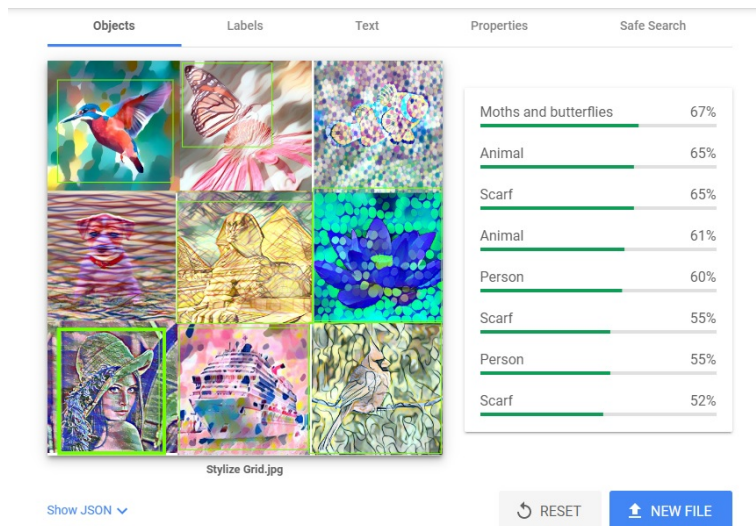 Objects Labels Text Properties Safe Search
Moths and butterflies 67%
Animal 65%
Scarf 65%
Animal 61%
Person 60%
Scarf 55%
Person 55%
Scarf 52%
Stylize Grid.jpg
Show JSON RESET NEW FILE